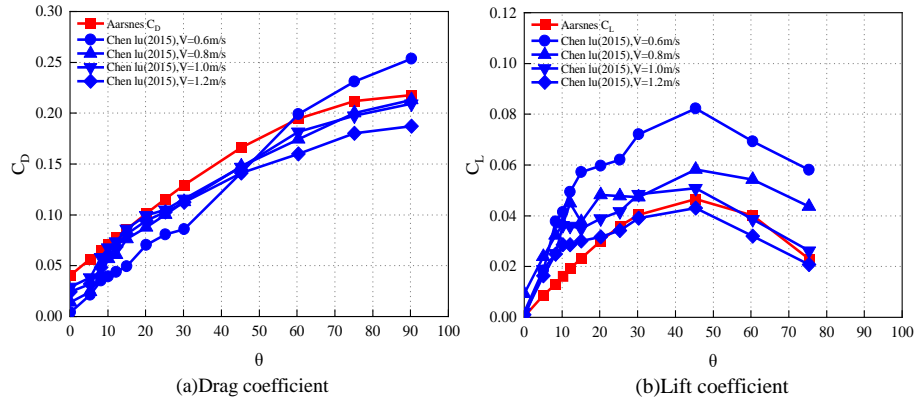 0.30
0.25
0.20
0.15
0.10
0.05
0.00
C_D
Aarsnes C_D
Chen lu(2015),V=0.6m/s
Chen lu(2015),V=0.8m/s
Chen lu(2015),V=1.0m/s
Chen lu(2015),V=1.2m/s
0 10 20 30 40 50 60 70 80 90 100
θ
(a)Drag coefficient
0.12
0.10
0.08
0.06
0.04
0.02
0.00
C_L
Aarsnes C_L
Chen lu(2015),V=0.6m/s
Chen lu(2015),V=0.8m/s
Chen lu(2015),V=1.0m/s
Chen lu(2015),V=1.2m/s
0 10 20 30 40 50 60 70 80 90 100
θ
(b)Lift coefficient